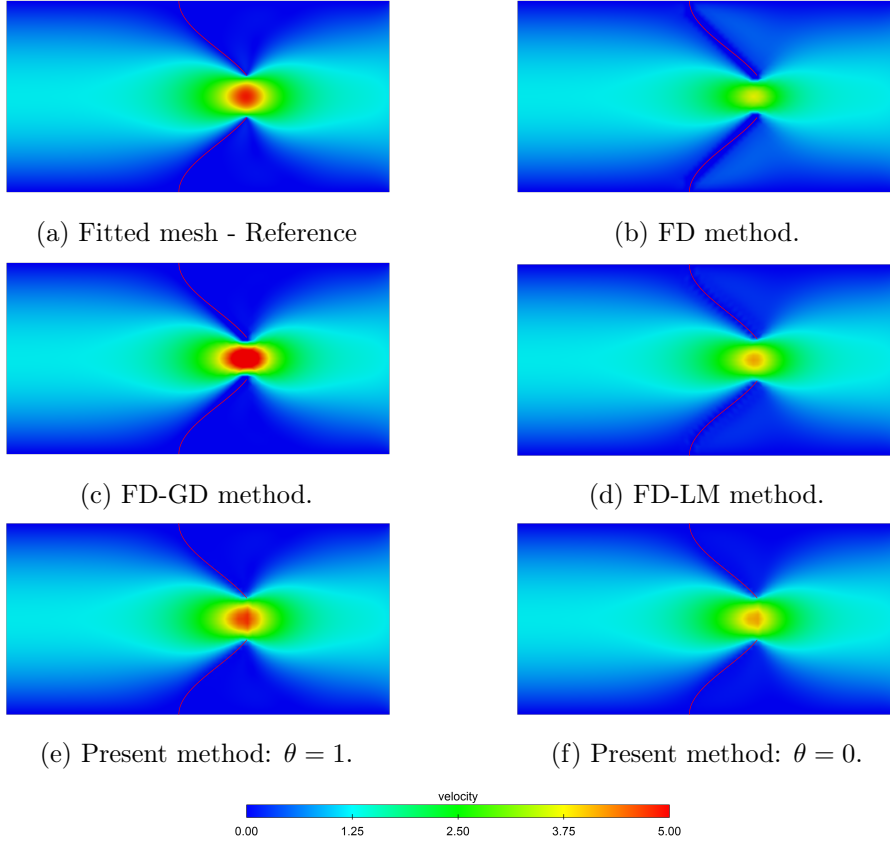 (a) Fitted mesh - Reference
(b) FD method.
(c) FD-GD method.
(d) FD-LM method.
(e) Present method: θ = 1.
(f) Present method: θ = 0.
velocity
0.00 1.25 2.50 3.75 5.00